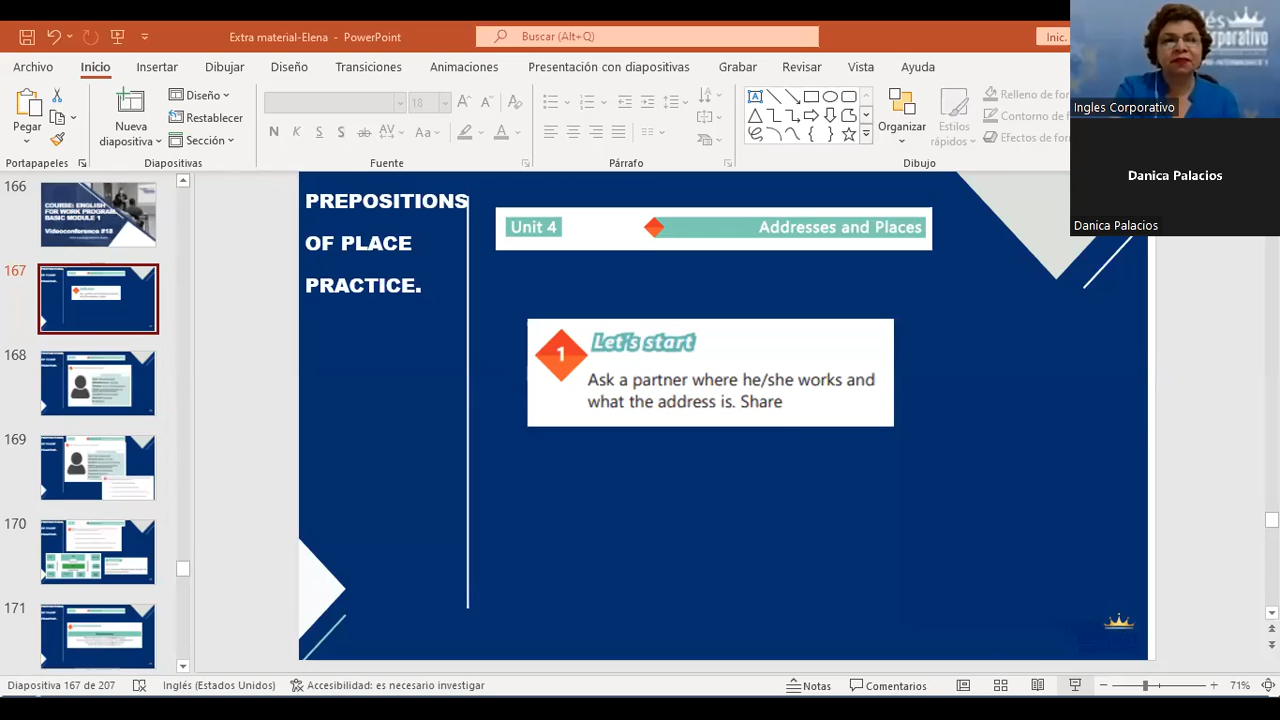 Extra material-Elena - PowerPoint
Buscar (Alt+Q)
Inic.
Archivo Inicio Insertar Dibujar Diseño Transiciones Animaciones Presentación con diapositivas Grabar Revisar Vista Ayuda
Pegar
Nueva diapositiva
Diseño
Restablecer
Sección
18
Organizar
Estilos rápidos
Relleno de for
Contorno de
Efectos de for
Portapapeles Diapositivas Fuente Párrafo Dibujo
Ingles Corporativo
Danica Palacios
Danica Palacios
166
COURSE: ENGLISH
FOR WORK PROGRAM
BASIC MODULE 1
Videoconference #18
167
168
169
170
171
PREPOSITIONS
OF PLACE
PRACTICE.
Unit 4 Addresses and Places
1
Let's start
Ask a partner where he/she works and
what the address is. Share
Diapositiva 167 de 207 Inglés (Estados Unidos) Accesibilidad: es necesario investigar Notas Comentarios 71%